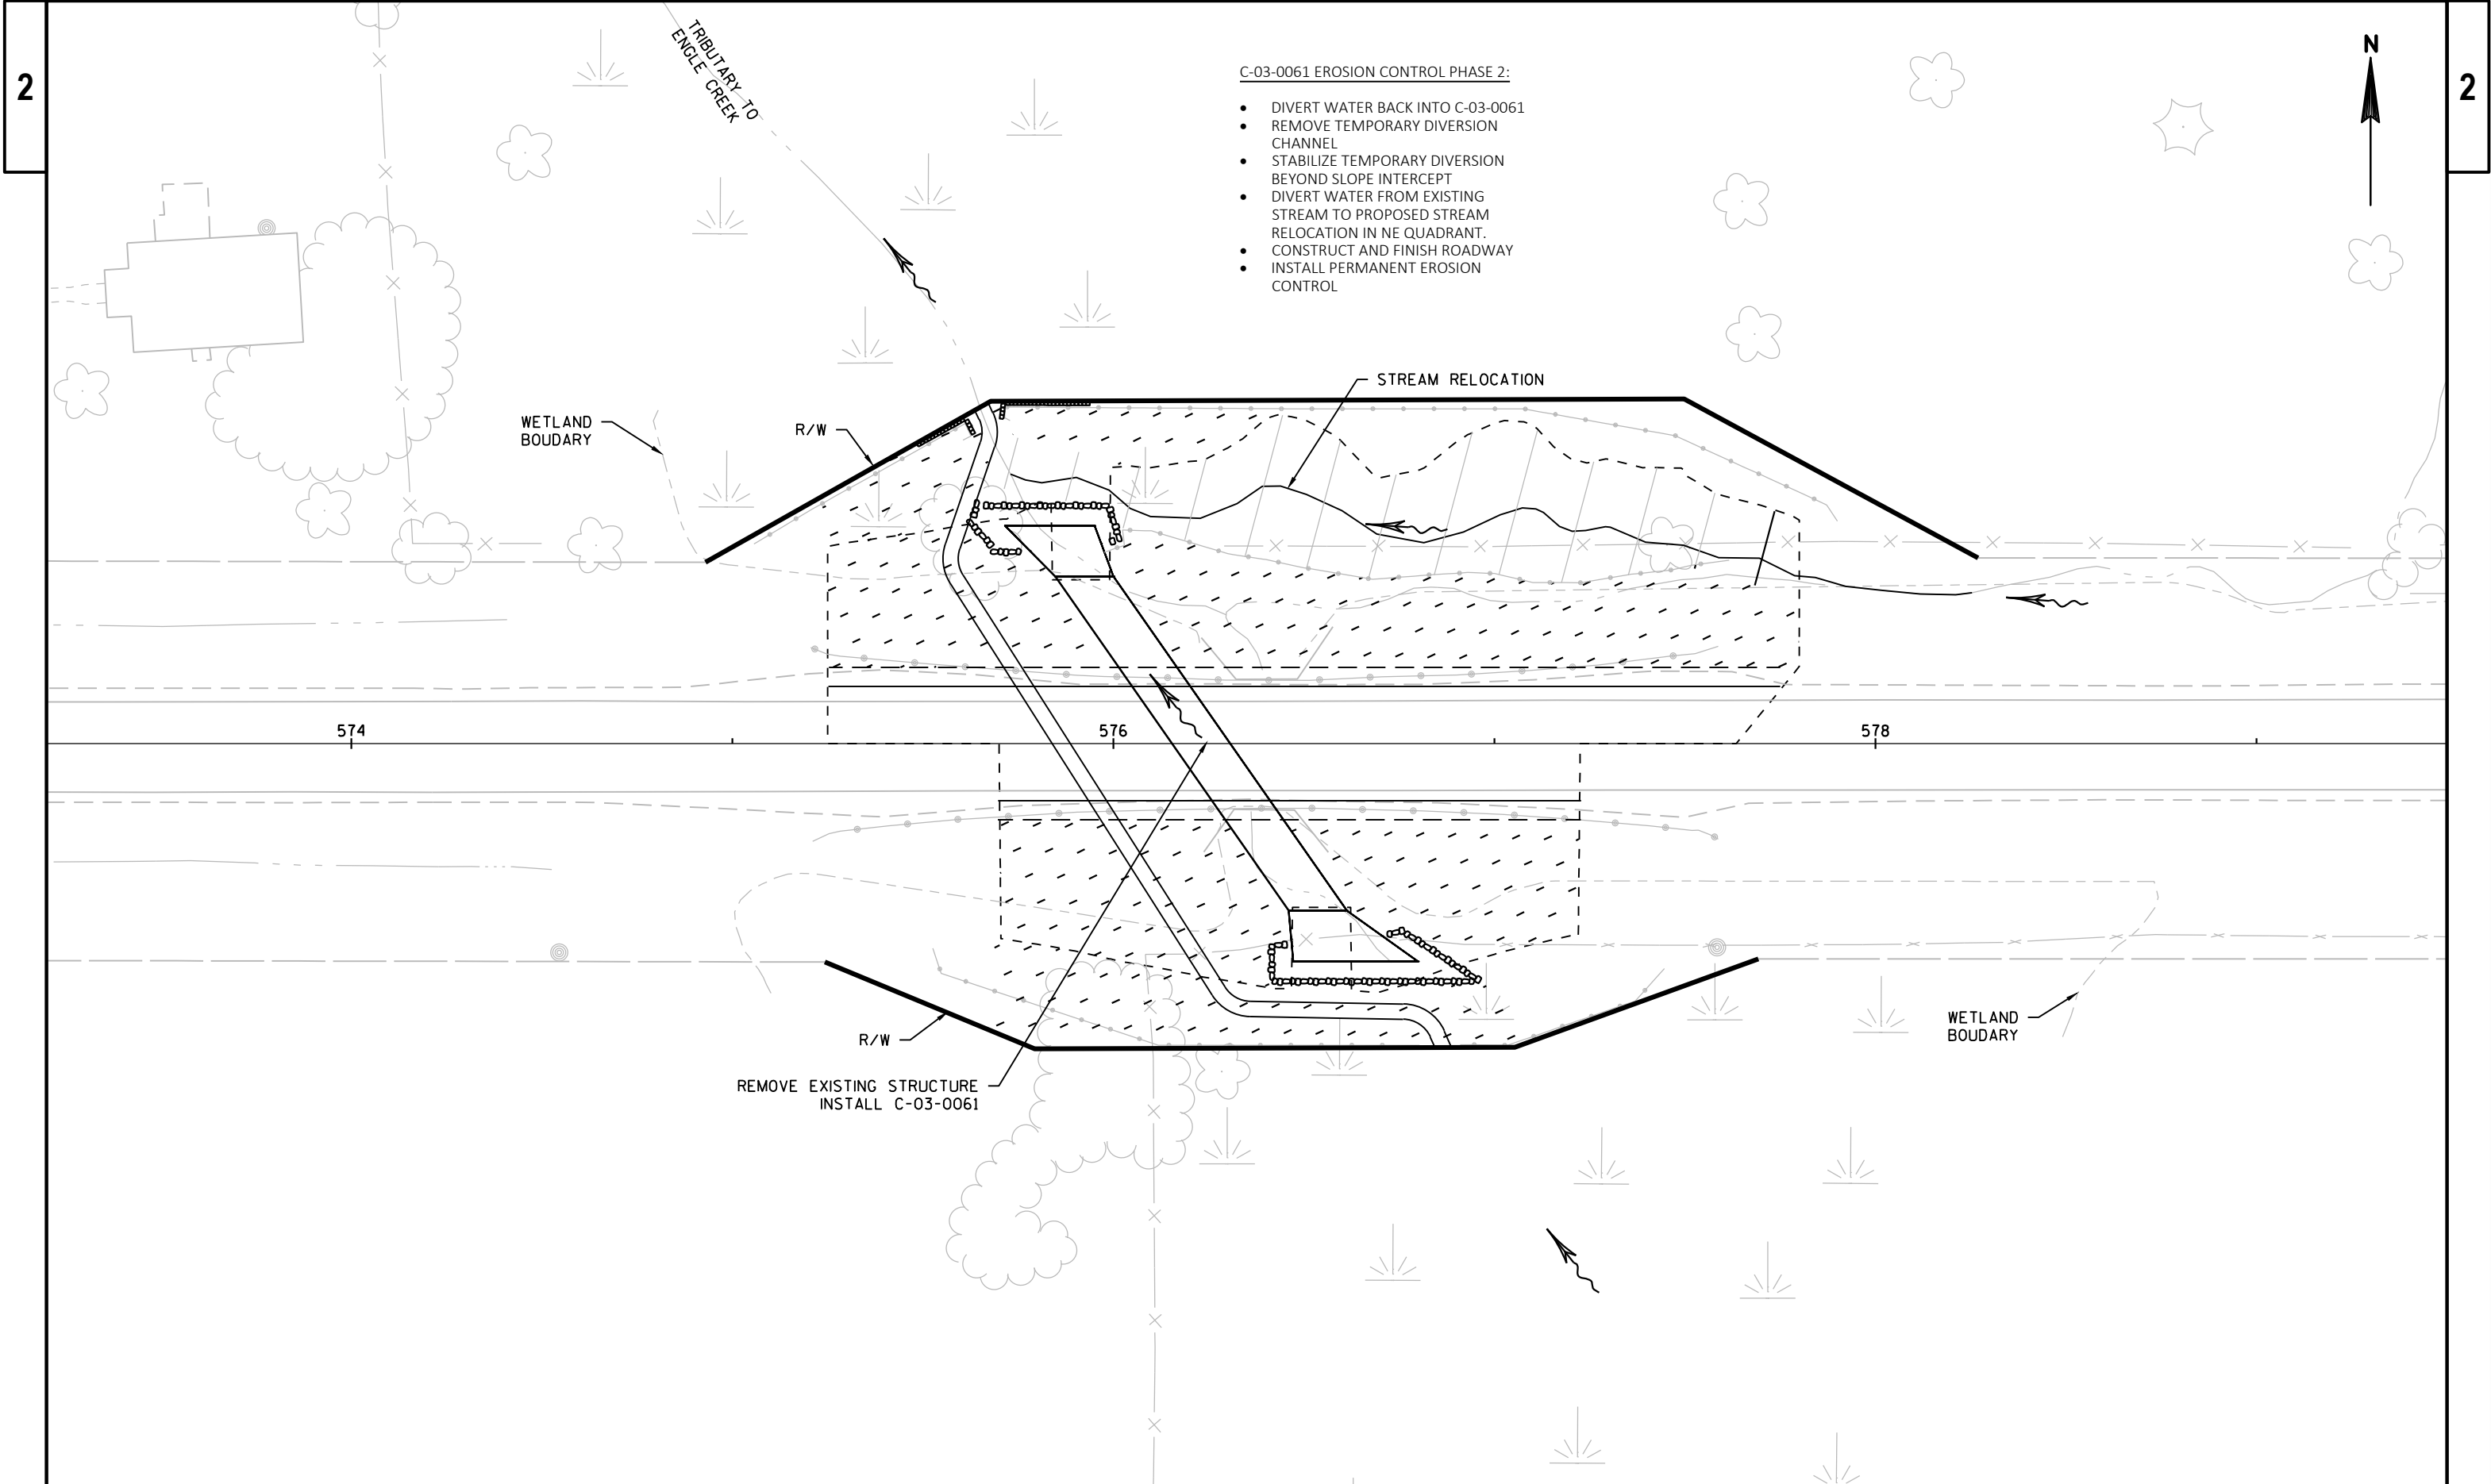 2
2
N
TRIBUTARY TO
ENGLE CREEK
C-03-0061 EROSION CONTROL PHASE 2:
• DIVERT WATER BACK INTO C-03-0061
• REMOVE TEMPORARY DIVERSION
CHANNEL
• STABILIZE TEMPORARY DIVERSION
BEYOND SLOPE INTERCEPT
• DIVERT WATER FROM EXISTING
STREAM TO PROPOSED STREAM
RELOCATION IN NE QUADRANT.
• CONSTRUCT AND FINISH ROADWAY
• INSTALL PERMANENT EROSION
CONTROL
STREAM RELOCATION
WETLAND
BOUDARY
R/W
574
576
578
R/W
WETLAND
BOUDARY
REMOVE EXISTING STRUCTURE
INSTALL C-03-0061